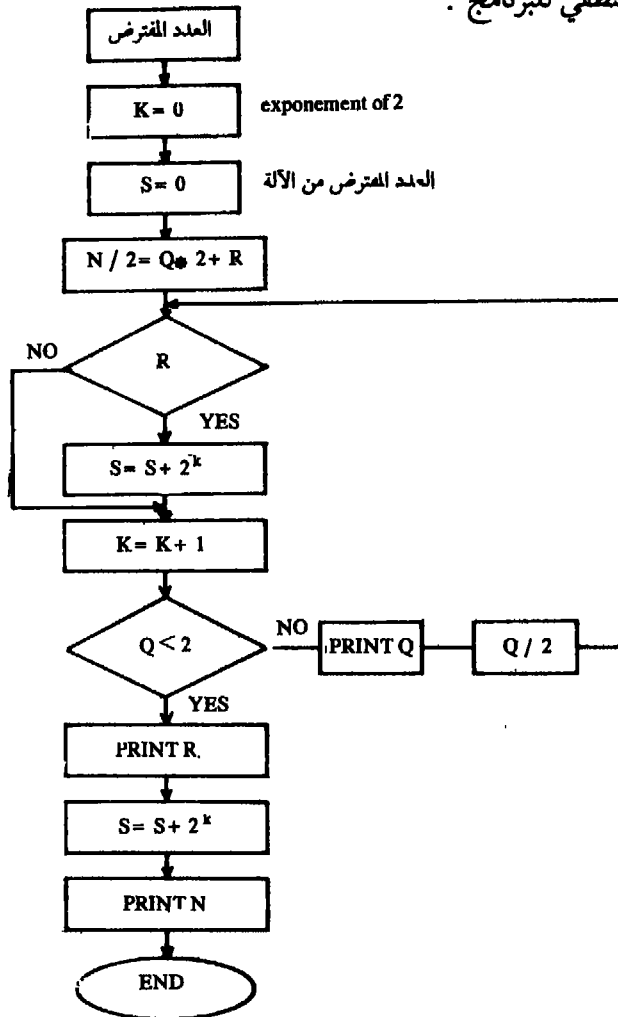 للبرنامج .
العدد المفترض
K= 0 exponement of 2
S= 0 العدد المفترض من الآلة
N / 2= Q* 2+ R
R
NO
YES
S= S+ 2^k
K= K+ 1
Q < 2
NO
PRINT Q
Q / 2
YES
PRINT R.
S= S+ 2^k
PRINT N
END